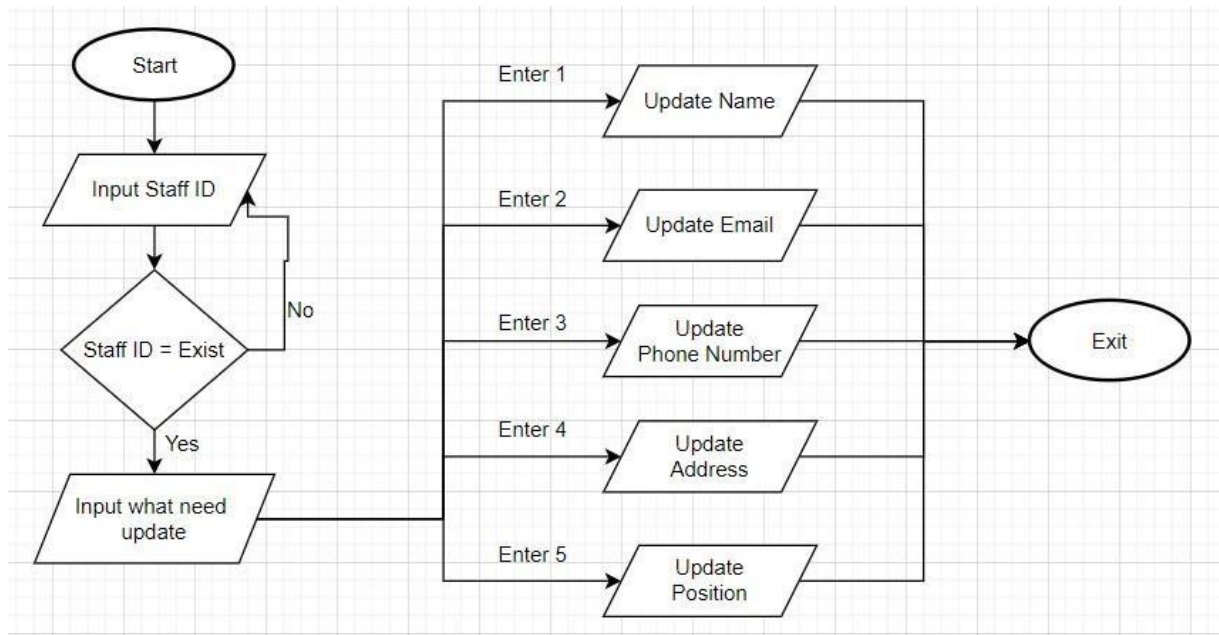 Start
Input Staff ID
No
Staff ID = Exist
Yes
Input what need
update
Enter 1
Update Name
Enter 2
Update Email
Enter 3
Update
Phone Number
Enter 4
Update
Address
Enter 5
Update
Position
Exit